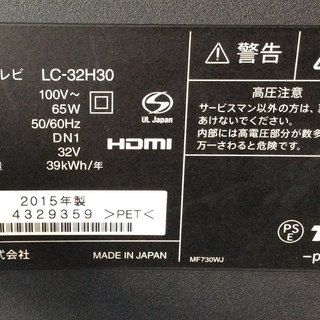 レビ LC-32H30
100V～
65W
50/60Hz
DN1
32V
39kWh/年
UL Japan
HDMI
2015年製
4329359 >PET<
式会社 MADE IN JAPAN
警告
高圧注意
サービスマン以外の方は、
あけないでください。
内部には高電圧部分が数多
万一さわると危険です。
MF730WJ
PS
E